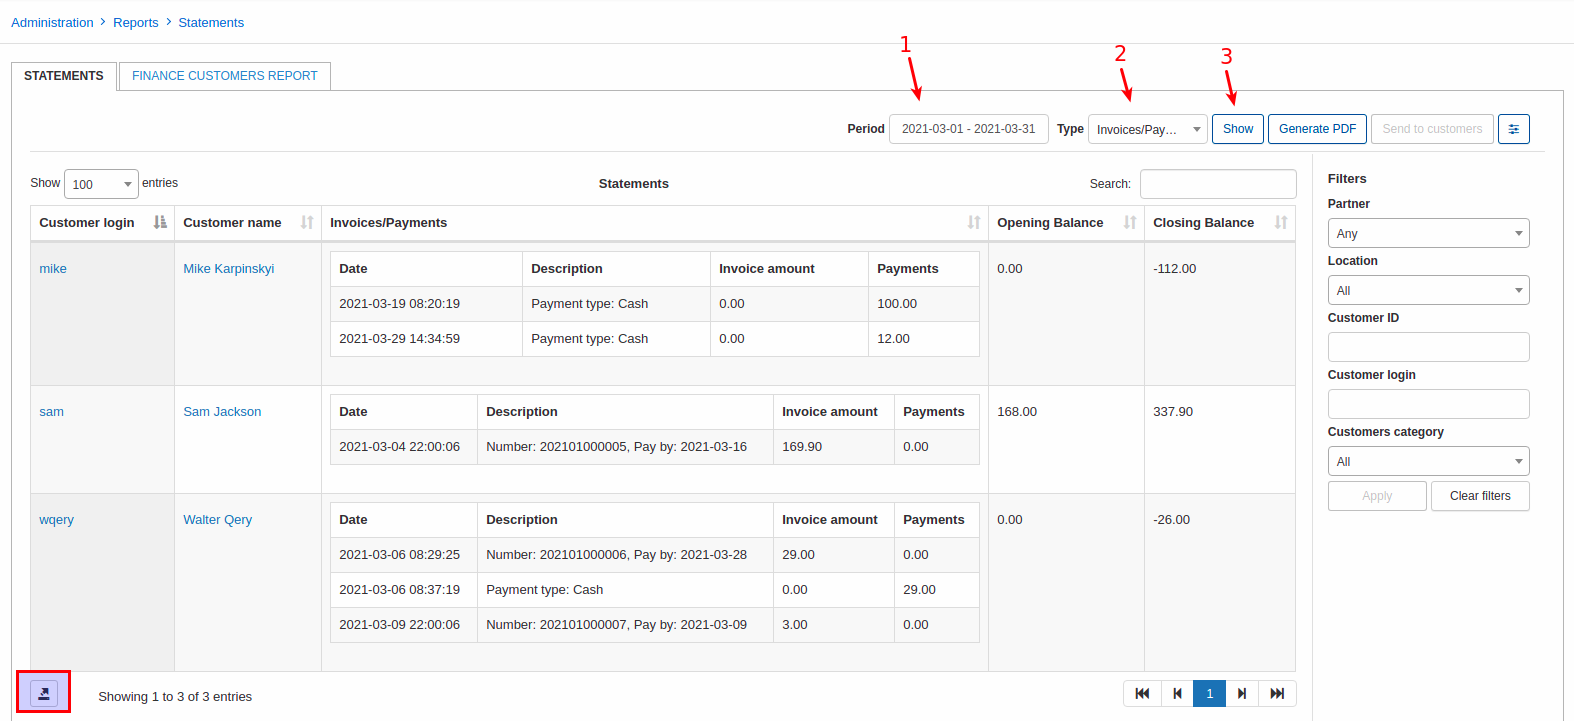 Administration > Reports > Statements
1
2
3
STATEMENTS FINANCE CUSTOMERS REPORT
Period 2021-03-01 - 2021-03-31 Type Invoices/Pay... Show Generate PDF Send to customers
Show 100 entries Statements Search:
Customer login Customer name Invoices/Payments Opening Balance Closing Balance
mike Mike Karpinskyi Date Description Invoice amount Payments 0.00 -112.00
2021-03-19 08:20:19 Payment type: Cash 0.00 100.00
2021-03-29 14:34:59 Payment type: Cash 0.00 12.00
sam Sam Jackson Date Description Invoice amount Payments 168.00 337.90
2021-03-04 22:00:06 Number: 202101000005, Pay by: 2021-03-16 169.90 0.00
wqery Walter Qery Date Description Invoice amount Payments 0.00 -26.00
2021-03-06 08:29:25 Number: 202101000006, Pay by: 2021-03-28 29.00 0.00
2021-03-06 08:37:19 Payment type: Cash 0.00 29.00
2021-03-09 22:00:06 Number: 202101000007, Pay by: 2021-03-09 3.00 0.00
Showing 1 to 3 of 3 entries 1
Filters
Partner
Any
Location
All
Customer ID
Customer login
Customers category
All
Apply Clear filters